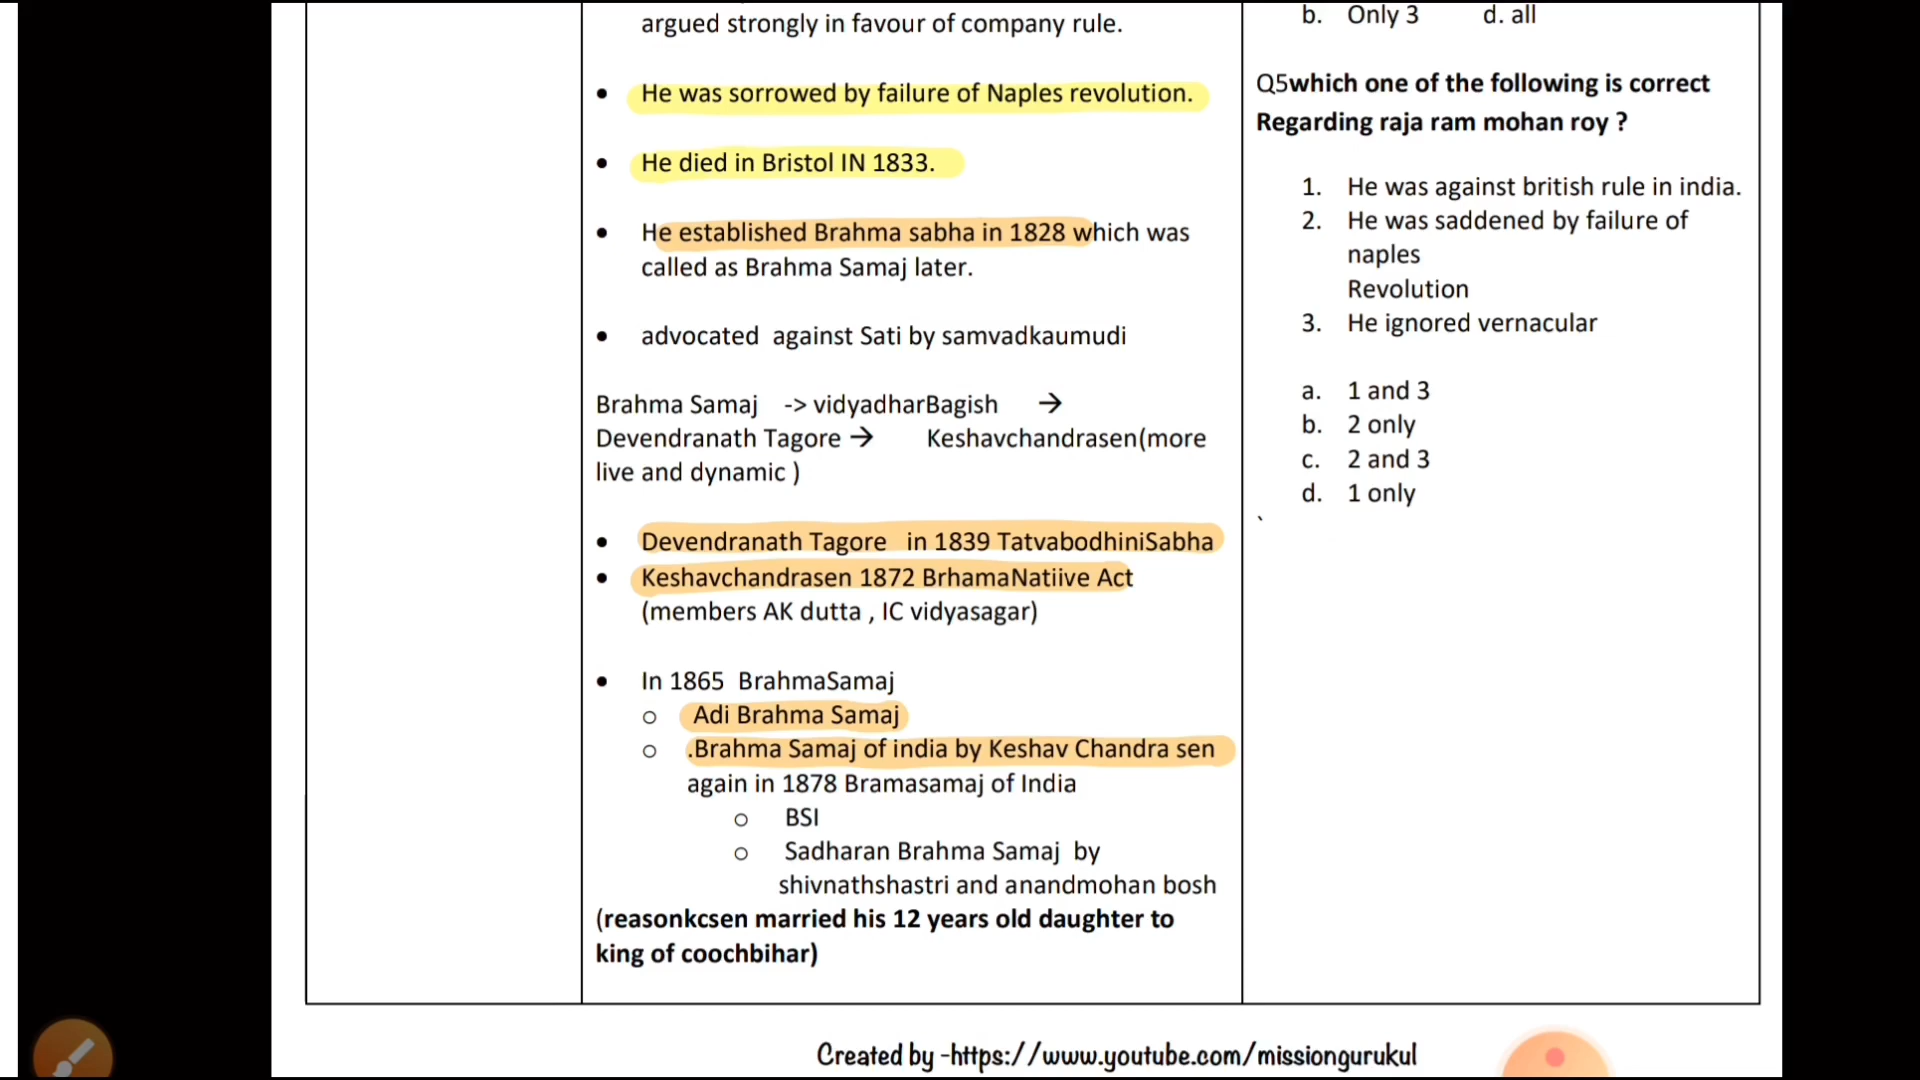 argued strongly in favour of company rule.
• He was sorrowed by failure of Naples revolution.
• He died in Bristol IN 1833.
• He established Brahma sabha in 1828 which was
called as Brahma Samaj later.
• advocated against Sati by samvadkaumudi
Brahma Samaj -> vidyadharBagish →
Devendranath Tagore → Keshavchandrasen(more
live and dynamic )
• Devendranath Tagore in 1839 TatvabodhiniSabha
• Keshavchandrasen 1872 BrhamaNatiive Act
(members AK dutta , IC vidyasagar)
• In 1865 BrahmaSamaj
o Adi Brahma Samaj
o .Brahma Samaj of india by Keshav Chandra sen
again in 1878 Bramasamaj of India
o BSI
o Sadharan Brahma Samaj by
shivnathshastri and anandmohan bosh
(reasonkcsen married his 12 years old daughter to
king of coochbihar)
b. Only 3 d. all
Q5which one of the following is correct
Regarding raja ram mohan roy ?
1. He was against british rule in india.
2. He was saddened by failure of
naples
Revolution
3. He ignored vernacular
a. 1 and 3
b. 2 only
c. 2 and 3
d. 1 only
`
Created by -https://www.youtube.com/missiongurukul